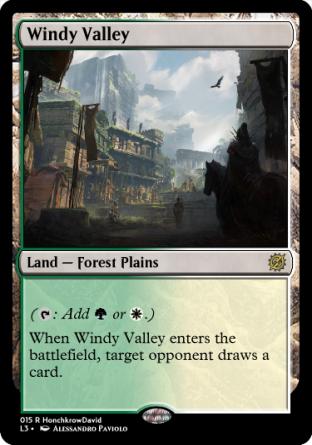 Windy Valley
Land — Forest Plains
(: Add or .)
When Windy Valley enters the
battlefield, target opponent draws a
card.
015 R HonchkrowDavid
L3 • Alessandro Paviolo